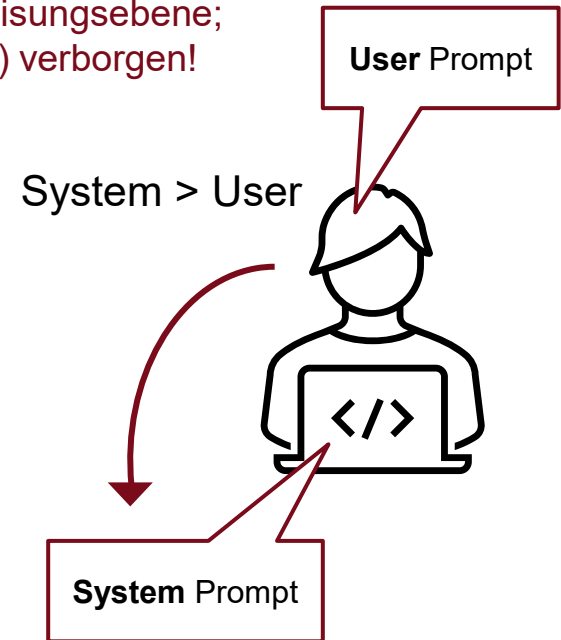 isungsebene;
) verborgen!
User Prompt
System > User
</>
System Prompt